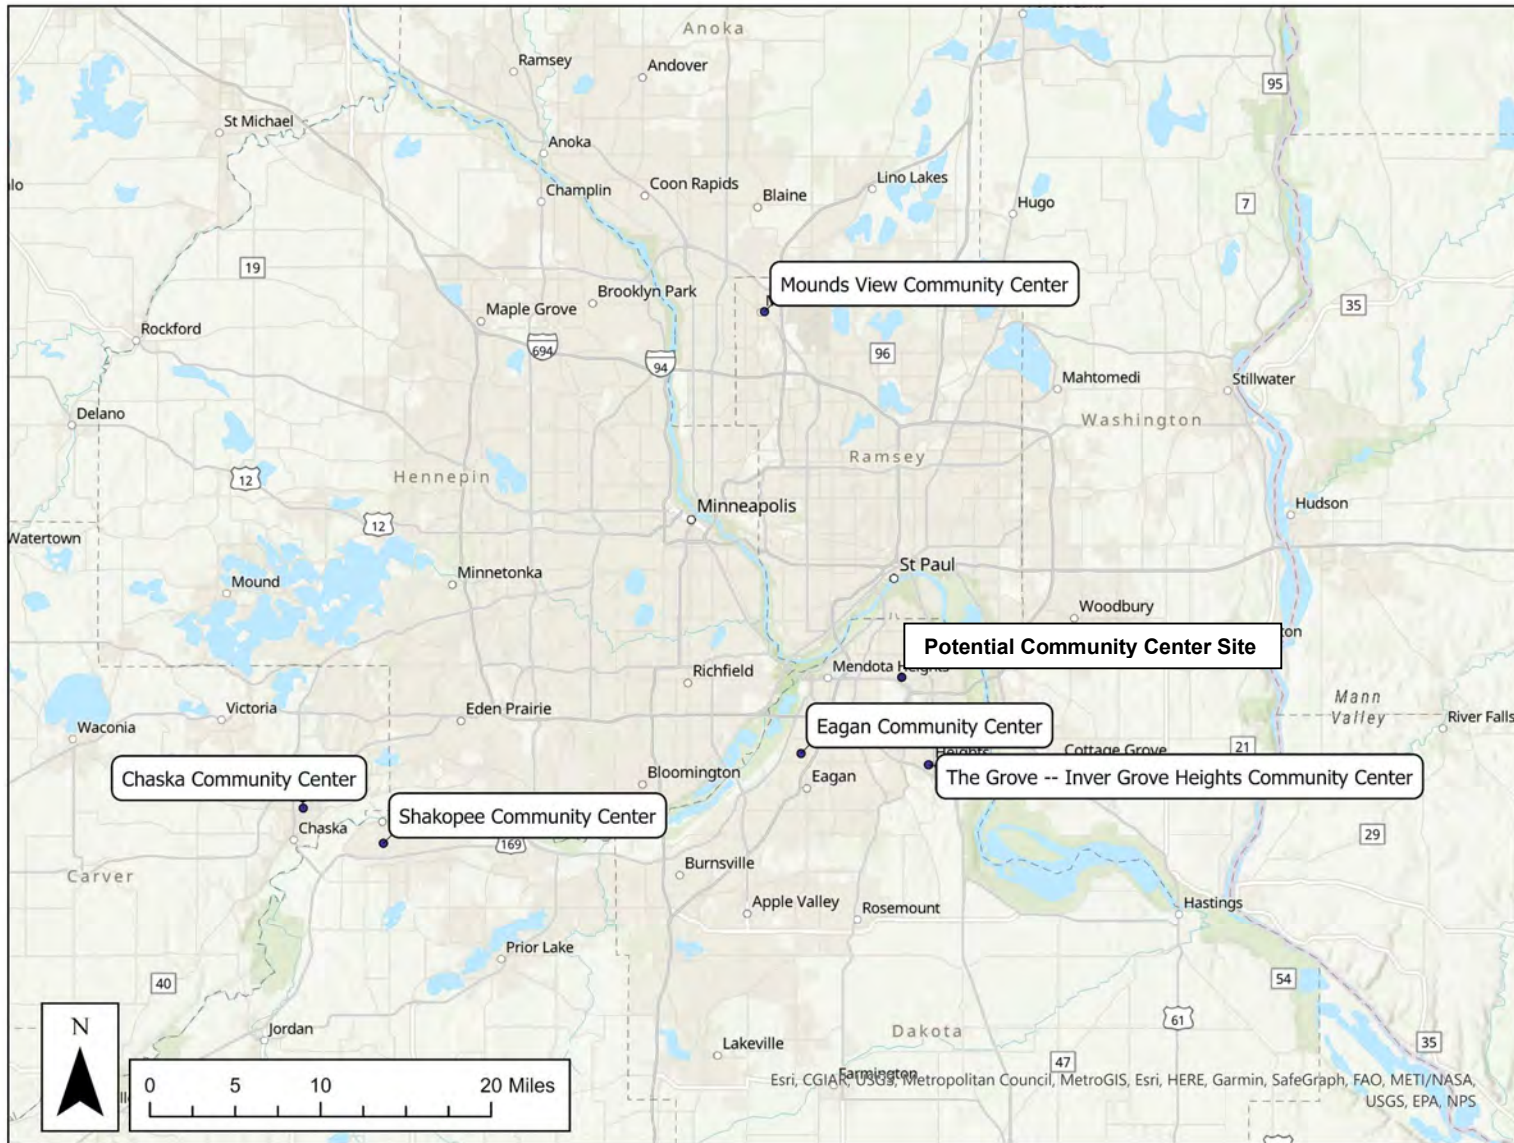 Anoka
Ramsey
Andover
95
St Michael
Anoka
Champlin
Coon Rapids
Blaine
Lino Lakes
Hugo
7
19
Mounds View Community Center
Brooklyn Park
Maple Grove
Rockford
35
694
94
96
Mahtomedi
Stillwater
Delano
Washington
Ramsey
Hennepin
12
Minneapolis
Hudson
12
Watertown
St Paul
Mound
Minnetonka
Woodbury
Potential Community Center Site
Richfield
Mendota Heights
Mann
Valley
Victoria
Eden Prairie
Waconia
River Falls
Eagan Community Center
Heights
Cottage Grove
21
Chaska Community Center
Bloomington
Eagan
The Grove -- Inver Grove Heights Community Center
Shakopee Community Center
Chaska
169
29
Carver
Burnsville
Apple Valley
Rosemount
Hastings
Prior Lake
40
54
N
Jordan
Dakota
61
Lakeville
47
35
Farmington
0 5 10 20 Miles
Esri, CGIAR, USGS, Metropolitan Council, MetroGIS, Esri, HERE, Garmin, SafeGraph, FAO, METI/NASA,
USGS, EPA, NPS